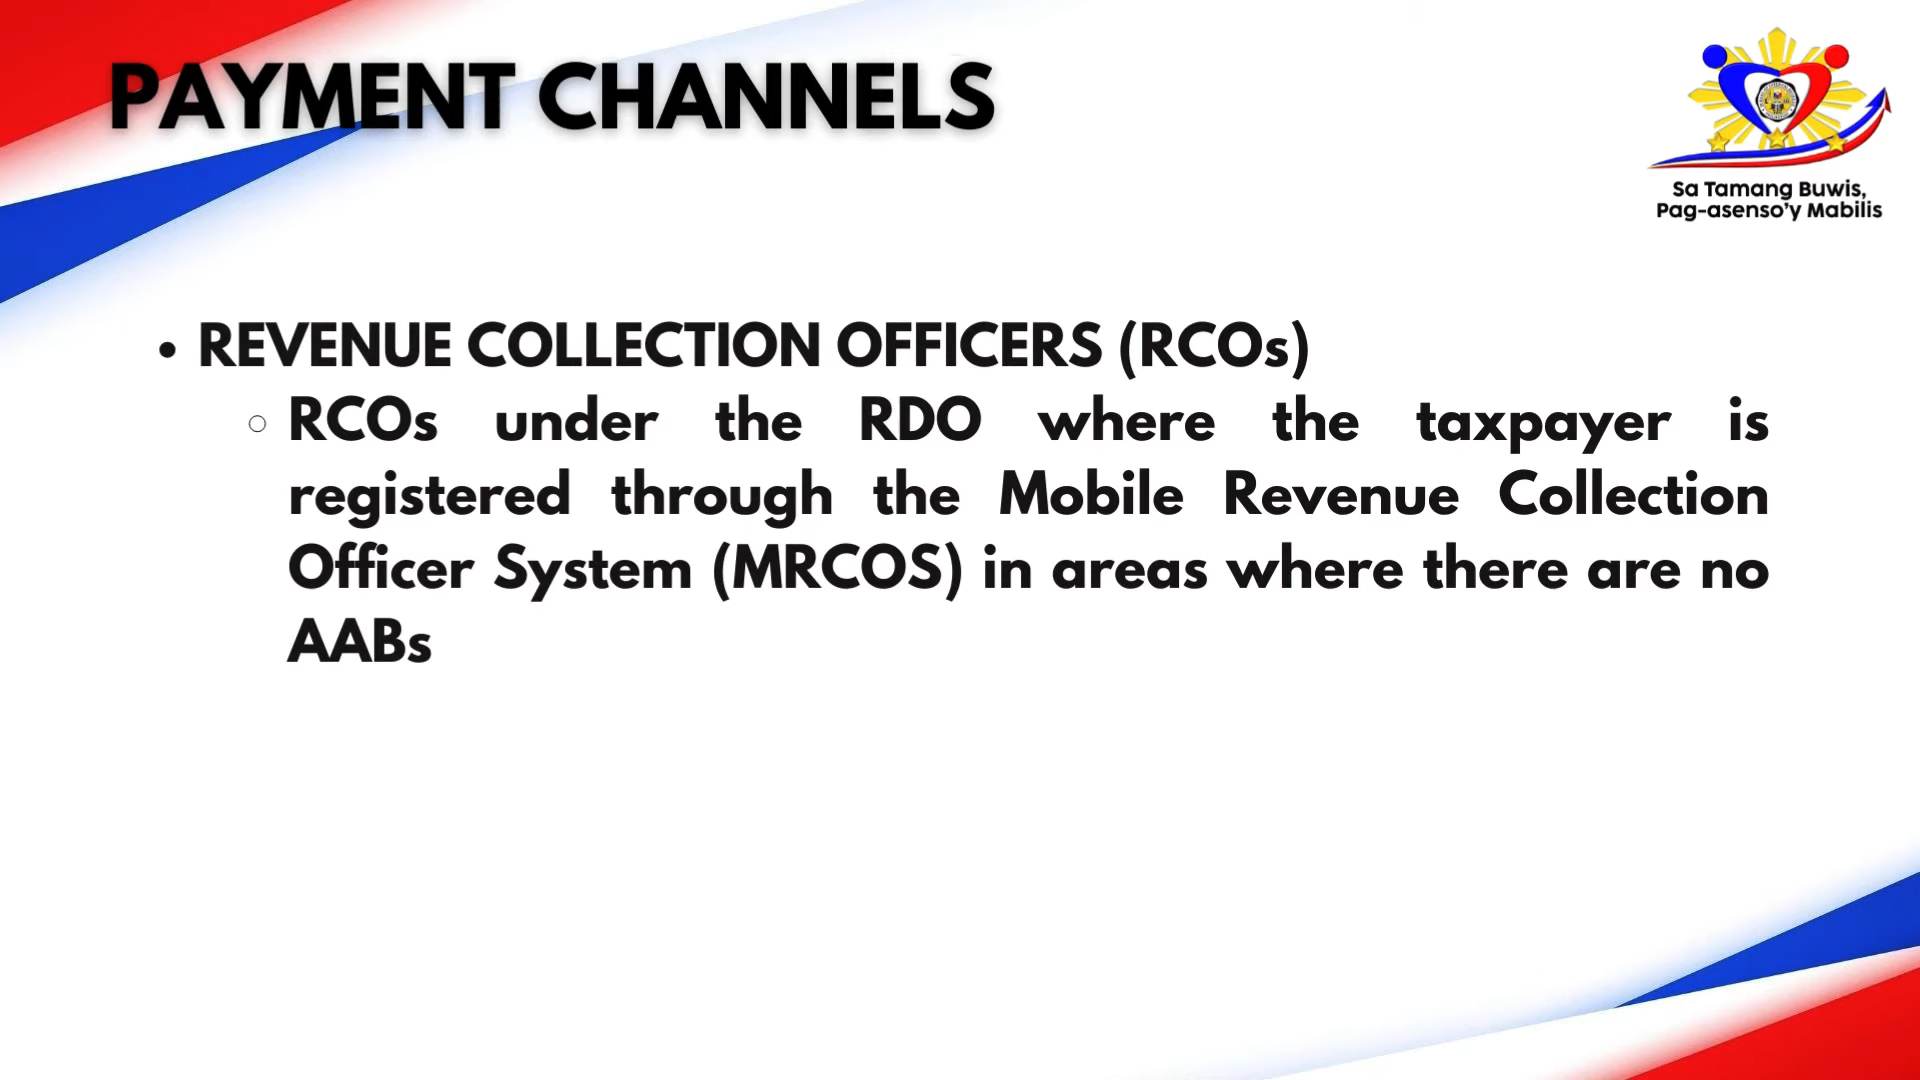 PAYMENT CHANNELS
Sa Tamang Buwis,
Pag-asenso'y Mabilis
• REVENUE COLLECTION OFFICERS (RCOs)
○ RCOs under the RDO where the taxpayer is
registered through the Mobile Revenue Collection
Officer System (MRCOS) in areas where there are no
AABs